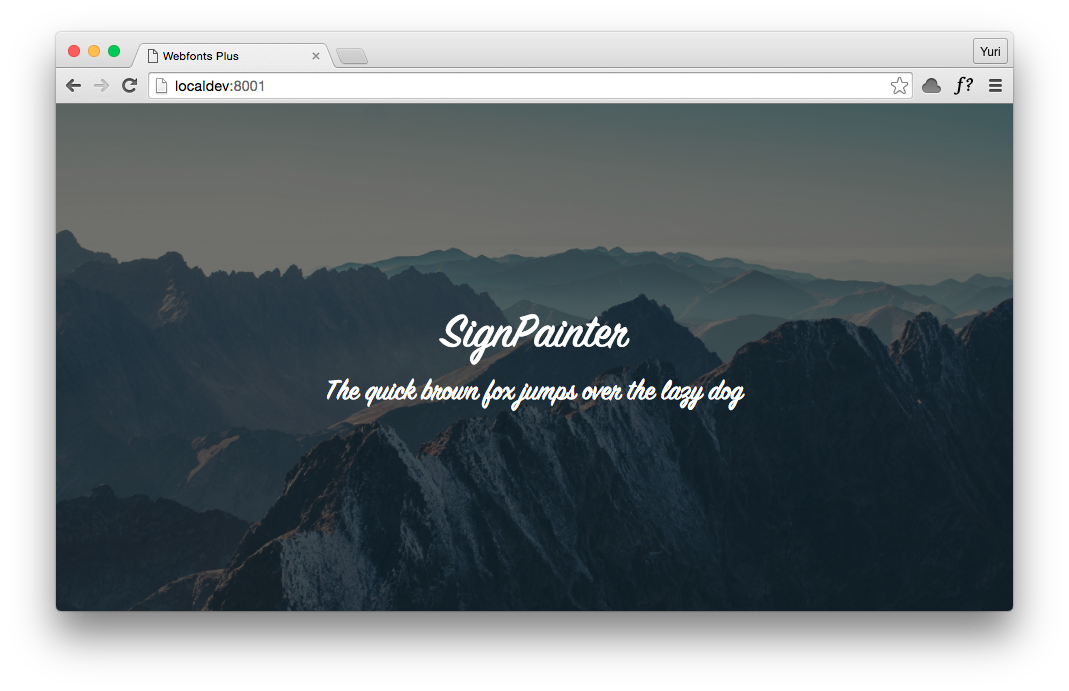 Webfonts Plus
Yuri
localdev:8001
f?
SignPainter
The quick brown fox jumps over the lazy dog